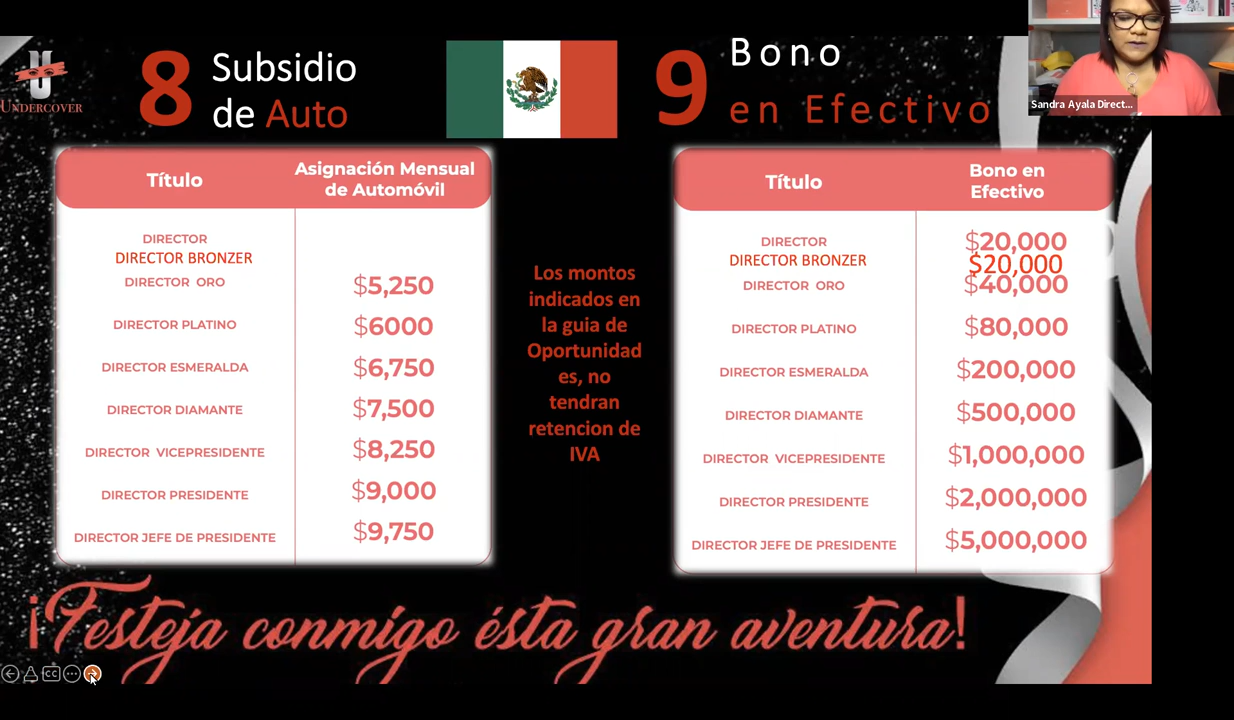 UNDERCOVER
8 Subsidio
de Auto
9 Bono
en Efectivo
Sandra Ayala Direct...
Título Asignación Mensual
de Automóvil
DIRECTOR
DIRECTOR BRONZER
DIRECTOR ORO $5,250
DIRECTOR PLATINO $6000
DIRECTOR ESMERALDA $6,750
DIRECTOR DIAMANTE $7,500
DIRECTOR VICEPRESIDENTE $8,250
DIRECTOR PRESIDENTE $9,000
DIRECTOR JEFE DE PRESIDENTE $9,750
Los montos
indicados en
la guia de
Oportunidad
es, no
tendran
retencion de
IVA
Título Bono en
Efectivo
DIRECTOR $20,000
DIRECTOR BRONZER $20,000
DIRECTOR ORO $40,000
DIRECTOR PLATINO $80,000
DIRECTOR ESMERALDA $200,000
DIRECTOR DIAMANTE $500,000
DIRECTOR VICEPRESIDENTE $1,000,000
DIRECTOR PRESIDENTE $2,000,000
DIRECTOR JEFE DE PRESIDENTE $5,000,000
¡Festeja conmigo ésta gran aventura!
CC